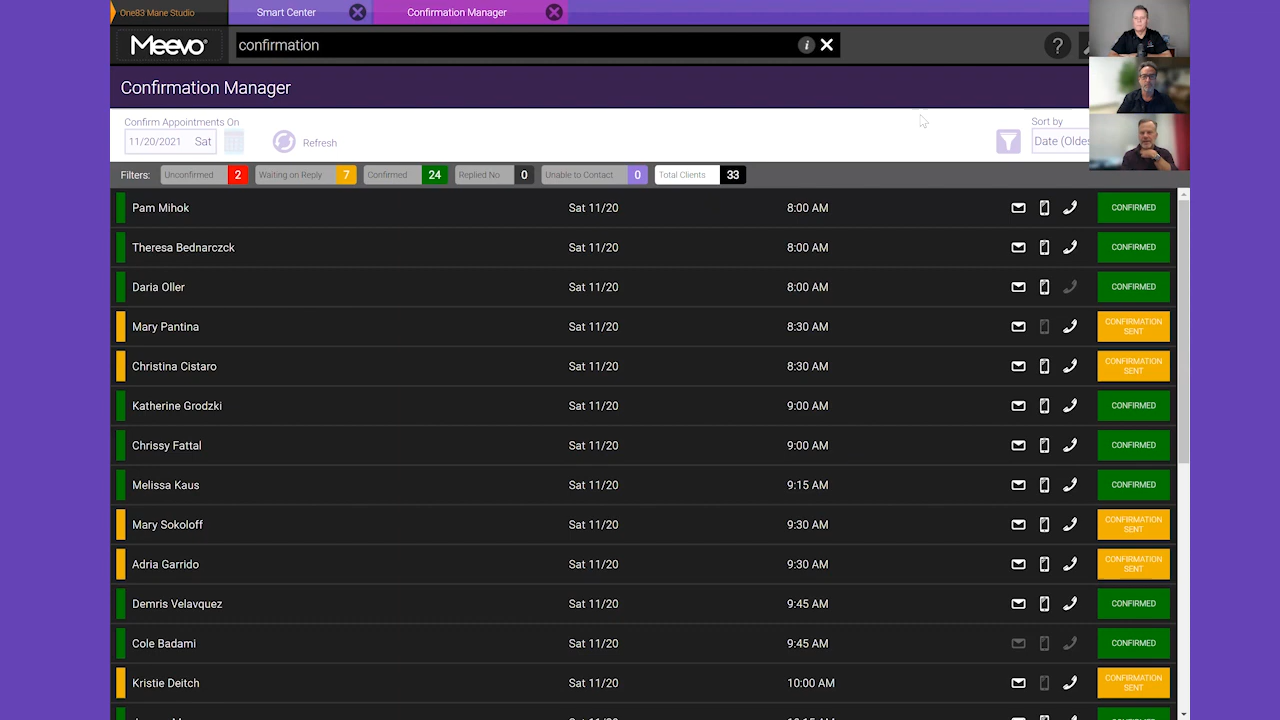 One83 Mane Studio
Smart Center
Confirmation Manager
Meevo
confirmation
Confirmation Manager
Confirm Appointments On
11/20/2021 Sat
Refresh
Sort by
Date (Oldes
Filters: Unconfirmed 2 Waiting on Reply 7 Confirmed 24 Replied No 0 Unable to Contact 0 Total Clients 33
Pam Mihok Sat 11/20 8:00 AM CONFIRMED
Theresa Bednarczck Sat 11/20 8:00 AM CONFIRMED
Daria Oller Sat 11/20 8:00 AM CONFIRMED
Mary Pantina Sat 11/20 8:30 AM CONFIRMATION
SENT
Christina Cistaro Sat 11/20 8:30 AM CONFIRMATION
SENT
Katherine Grodzki Sat 11/20 9:00 AM CONFIRMED
Chrissy Fattal Sat 11/20 9:00 AM CONFIRMED
Melissa Kaus Sat 11/20 9:15 AM CONFIRMED
Mary Sokoloff Sat 11/20 9:30 AM CONFIRMATION
SENT
Adria Garrido Sat 11/20 9:30 AM CONFIRMATION
SENT
Demris Velavquez Sat 11/20 9:45 AM CONFIRMED
Cole Badami Sat 11/20 9:45 AM CONFIRMED
Kristie Deitch Sat 11/20 10:00 AM CONFIRMATION
SENT